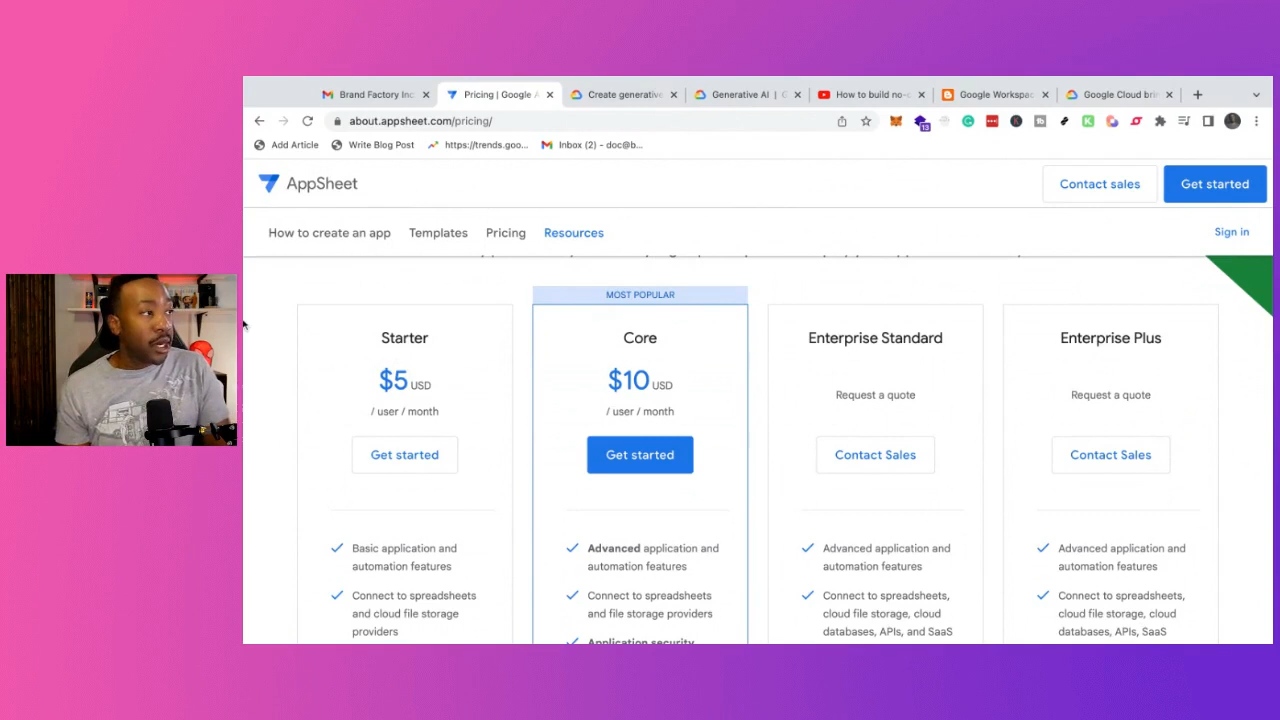 Brand Factory Inc.
Pricing | Google A
Create generative
Generative AI | G
How to build no-c
Google Workspac
Google Cloud brin
about.appsheet.com/pricing/
13
Add Article
Write Blog Post
https://trends.goo...
Inbox (2) - doc@b...
AppSheet
Contact sales
Get started
How to create an app
Templates
Pricing
Resources
Sign in
MOST POPULAR
Starter
$5 USD
/ user / month
Get started
Basic application and
automation features
Connect to spreadsheets
and cloud file storage
providers
Core
$10 USD
/ user / month
Get started
Advanced application and
automation features
Connect to spreadsheets
and file storage providers
Application security
Enterprise Standard
Request a quote
Contact Sales
Advanced application and
automation features
Connect to spreadsheets,
cloud file storage, cloud
databases, APIs, and SaaS
Enterprise Plus
Request a quote
Contact Sales
Advanced application and
automation features
Connect to spreadsheets,
cloud file storage, cloud
databases, APIs, SaaS